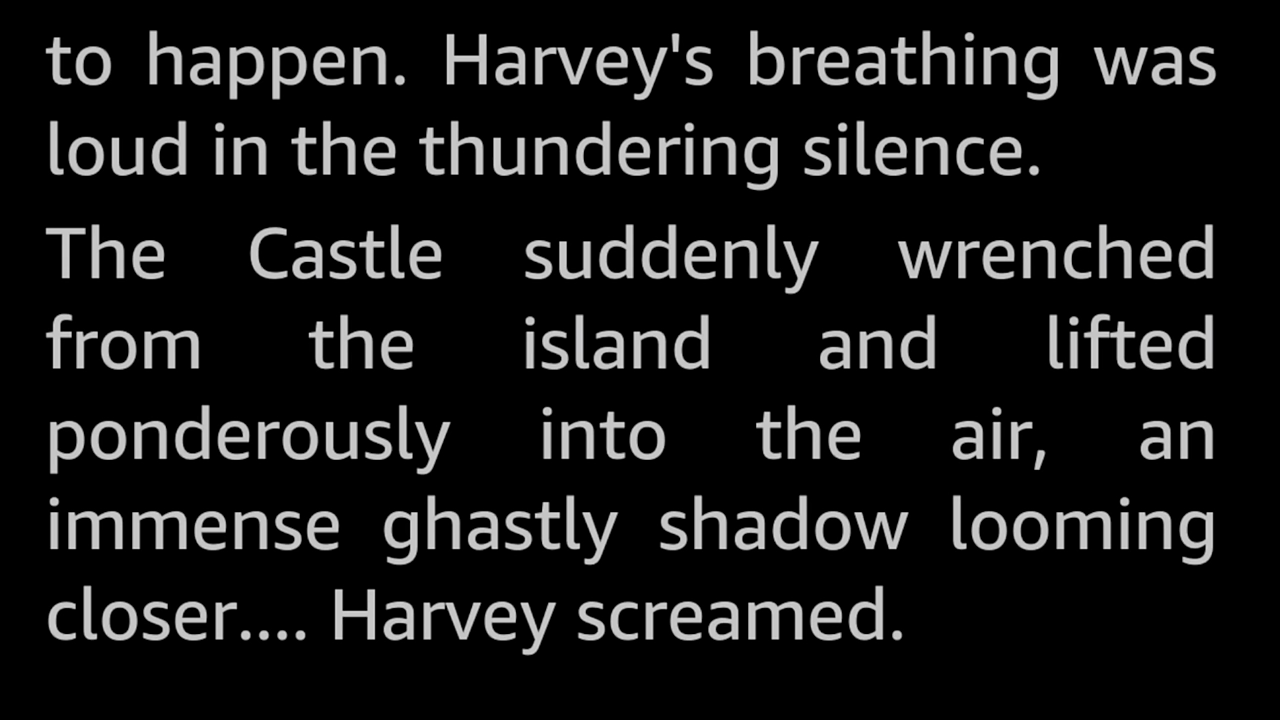 to happen. Harvey's breathing was
loud in the thundering silence.
The Castle suddenly wrenched
from the island and lifted
ponderously into the air, an
immense ghastly shadow looming
closer.... Harvey screamed.